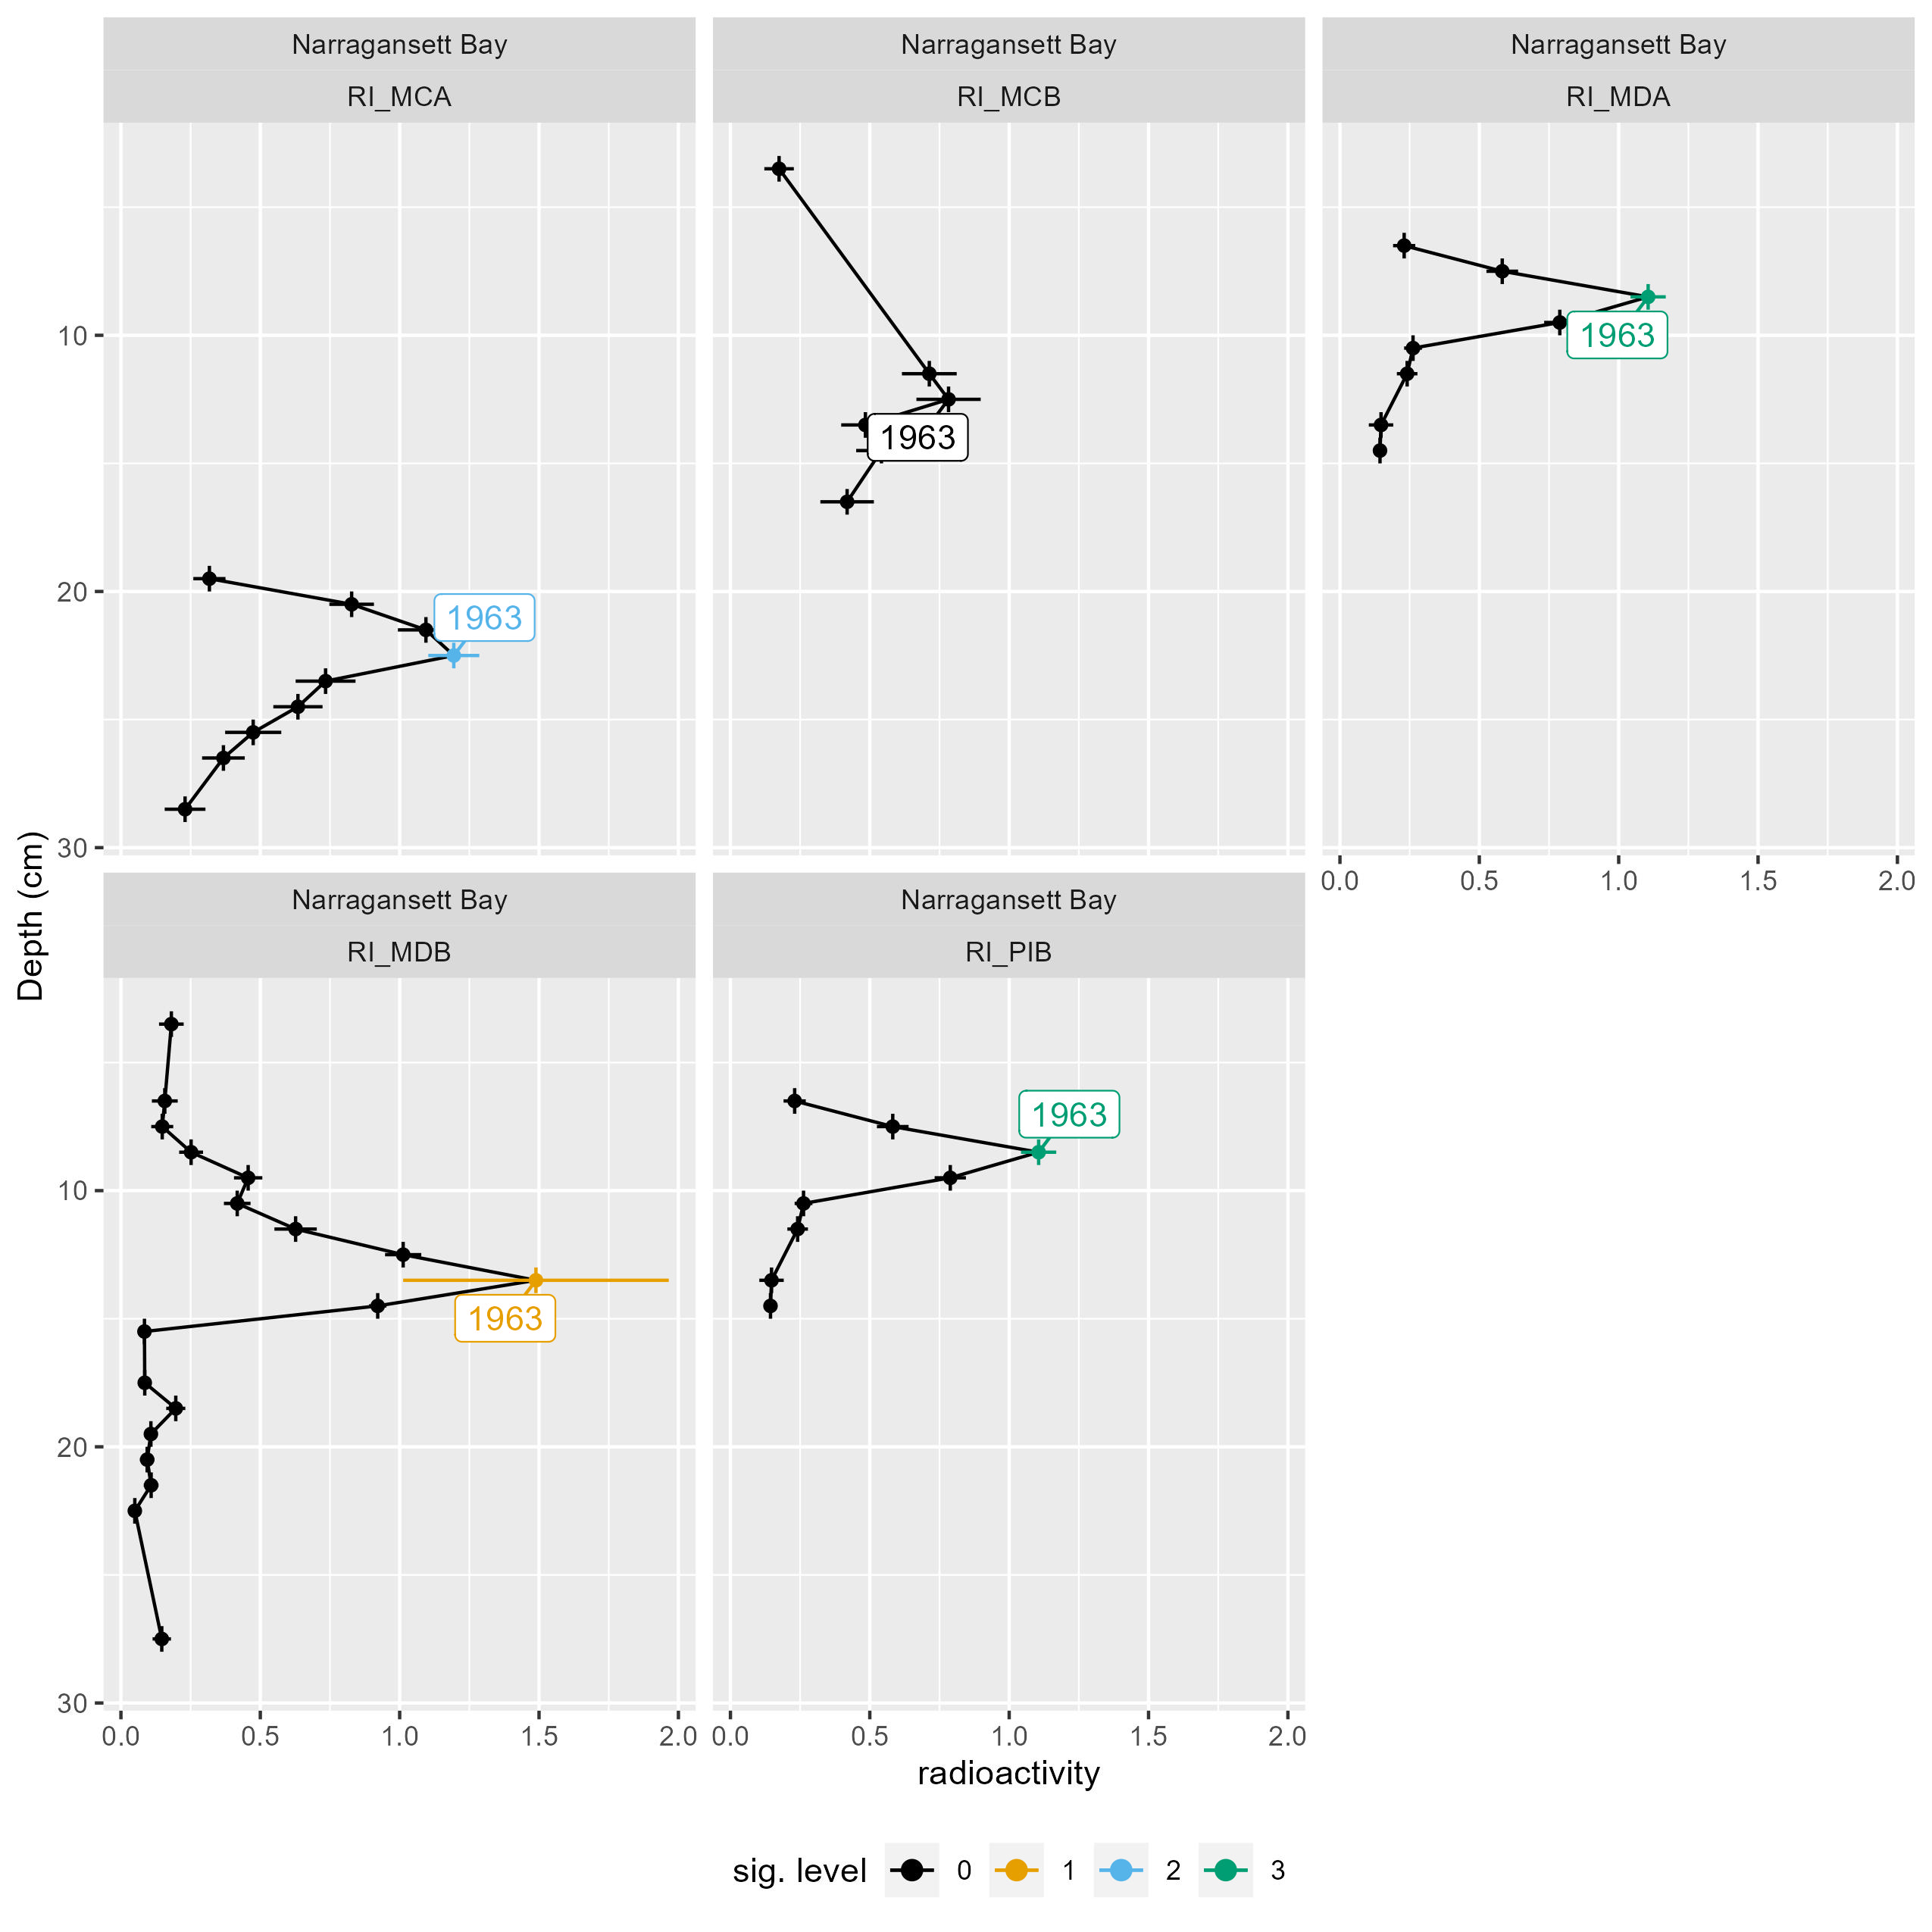 Narragansett Bay
RI_MCA
Narragansett Bay
RI_MCB
Narragansett Bay
RI_MDA
10
20
30
1963
1963
1963
0.0 0.5 1.0 1.5 2.0
Depth (cm)
Narragansett Bay
RI_MDB
Narragansett Bay
RI_PIB
10
20
30
1963
1963
0.0 0.5 1.0 1.5 2.0
0.0 0.5 1.0 1.5 2.0
radioactivity
sig. level 0 1 2 3